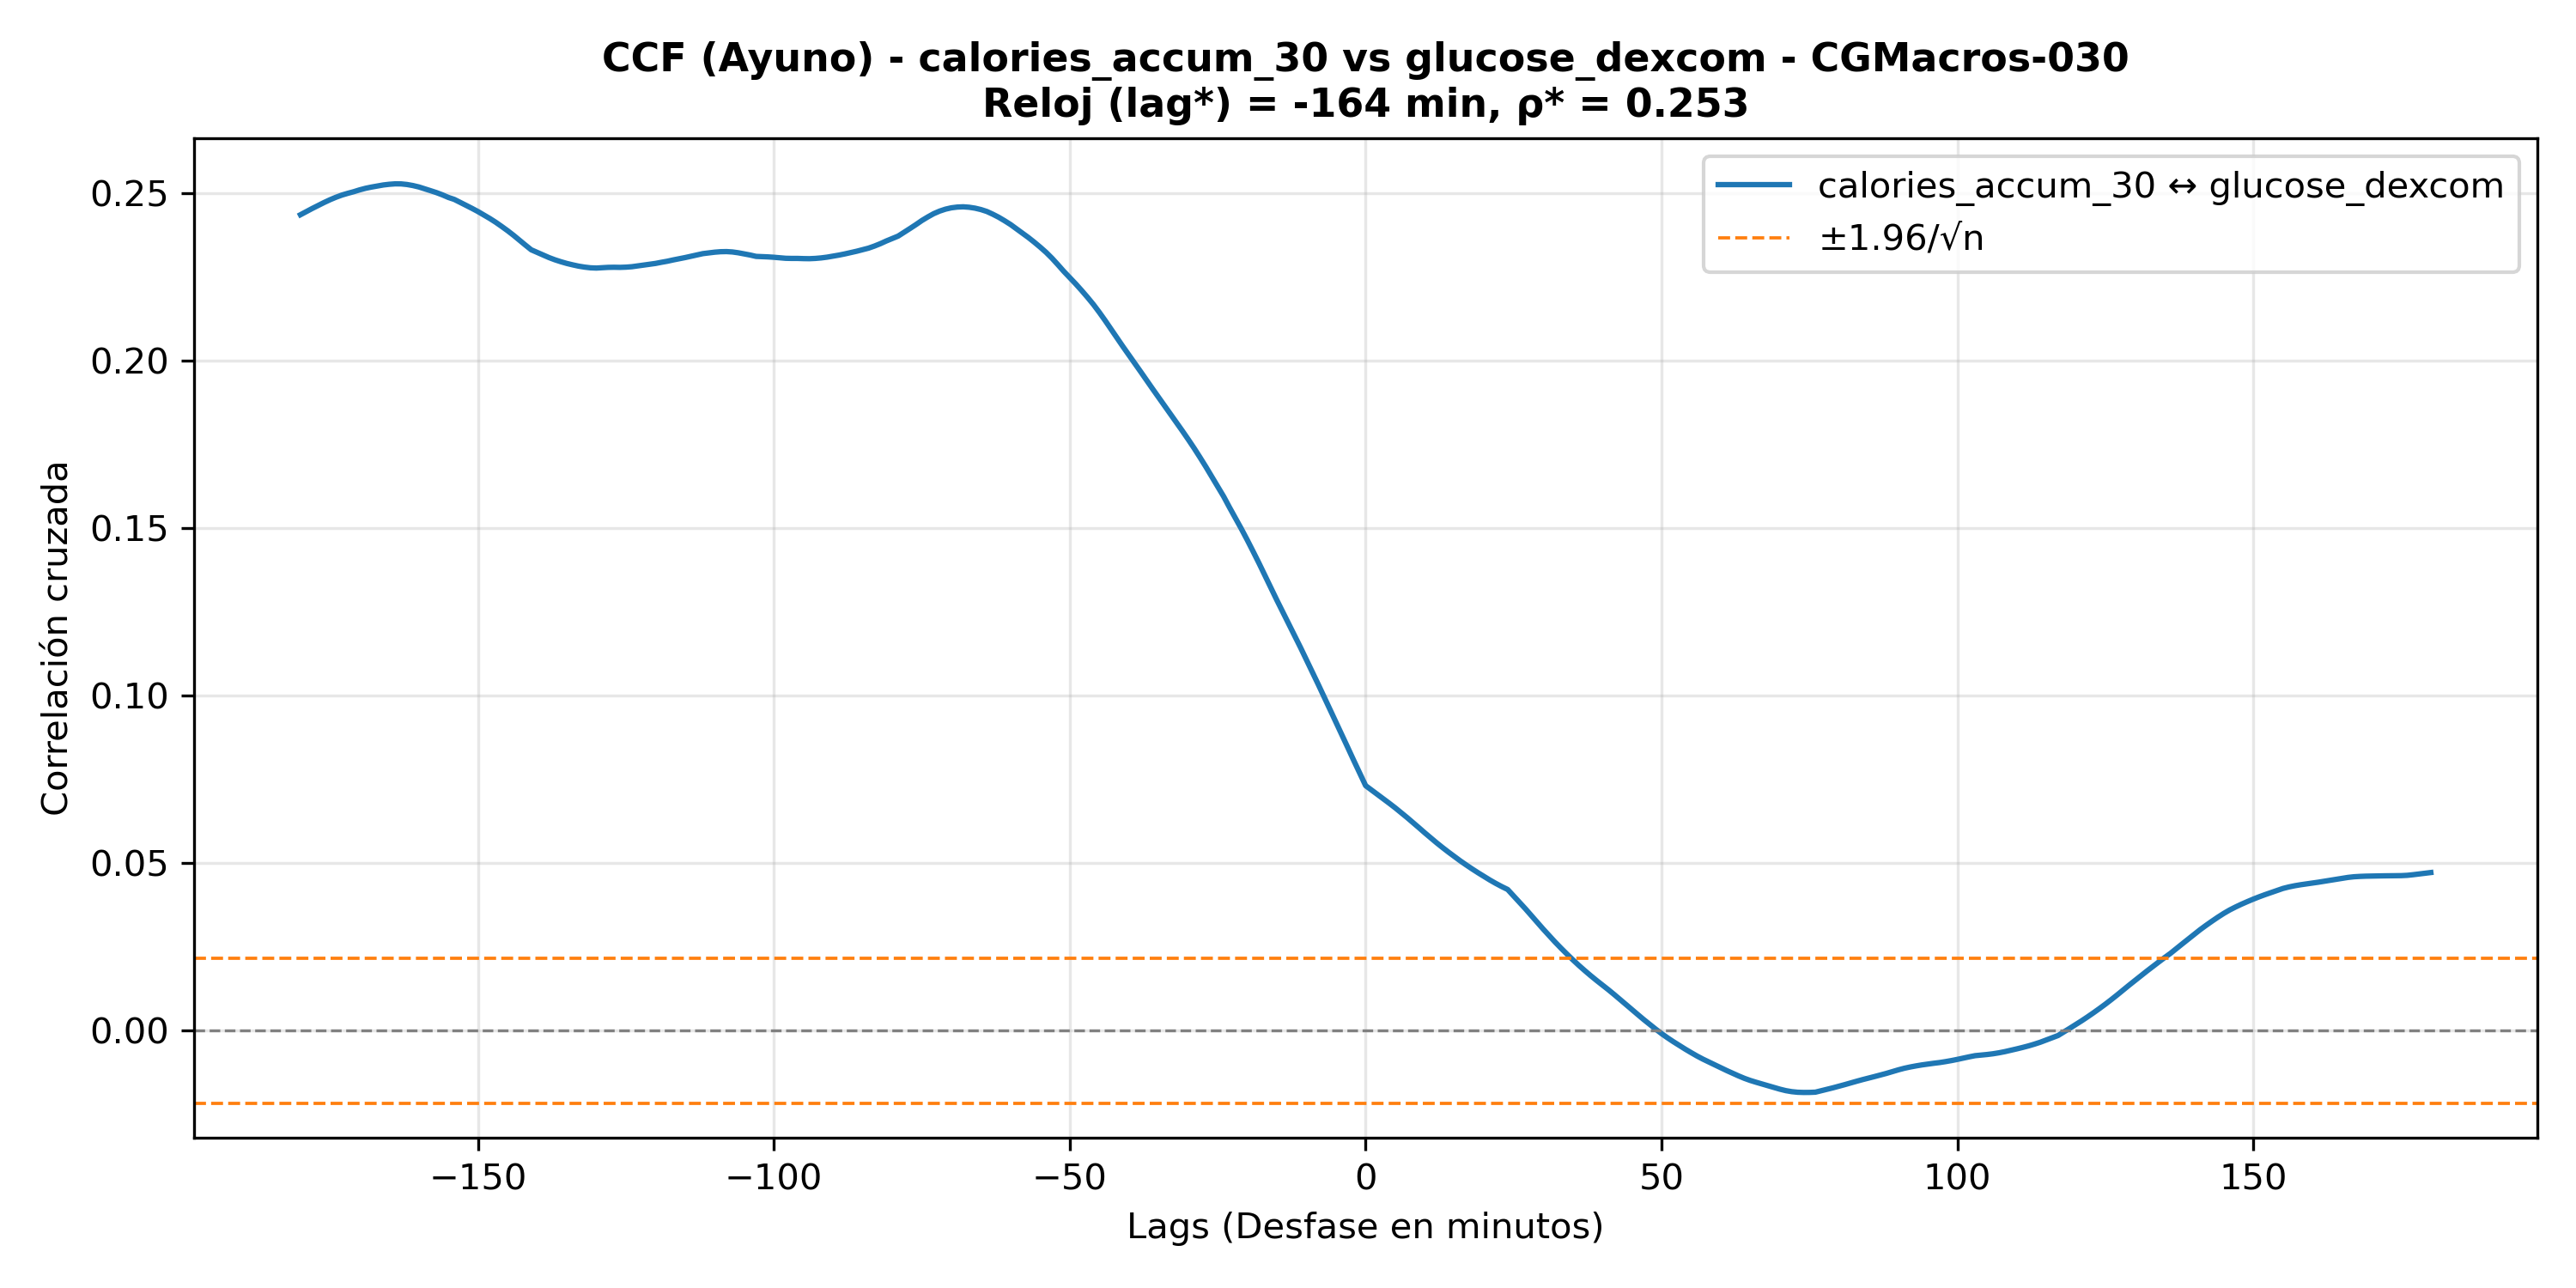 CCF (Ayuno) - calories_accum_30 vs glucose_dexcom - CGMacros-030
Reloj (lag*) = -164 min, ρ* = 0.253
calories_accum_30 ↔ glucose_dexcom
±1.96/√n
Correlación cruzada
0.25
0.20
0.15
0.10
0.05
0.00
−150
−100
−50
0
50
100
150
Lags (Desfase en minutos)